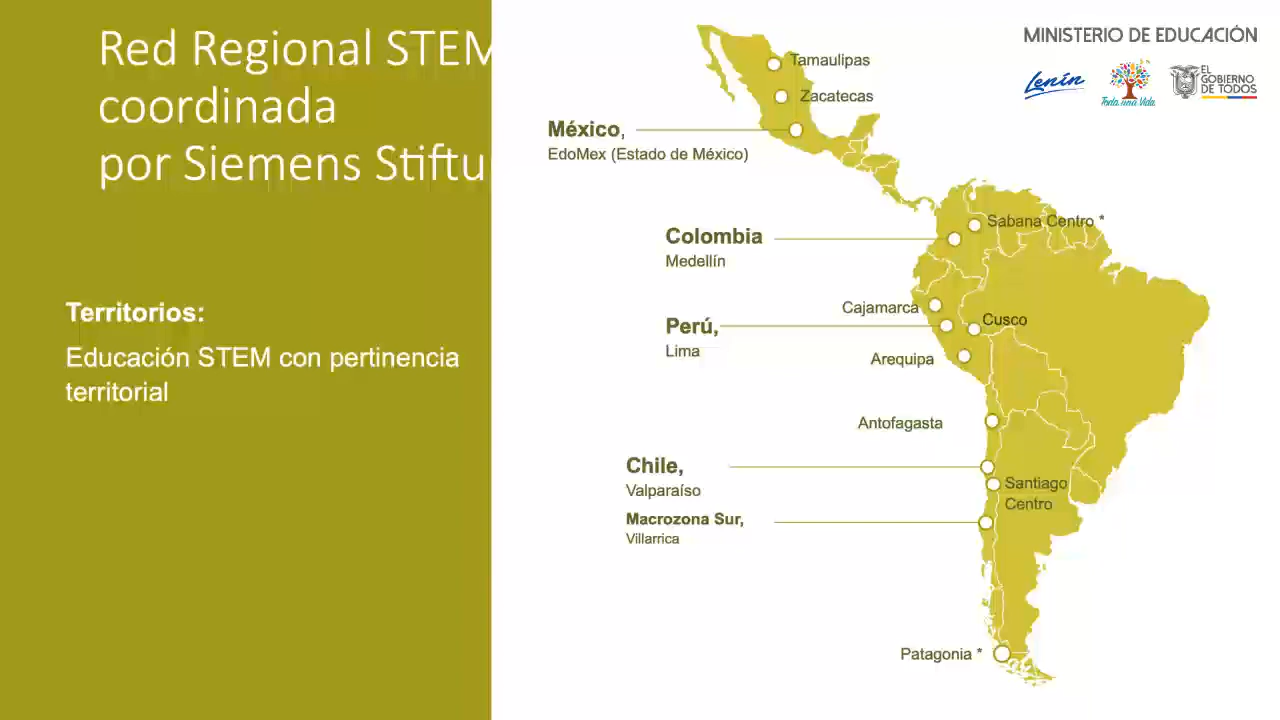 Red Regional STEM
coordinada
por Siemens Stiftu
Territorios:
Educación STEM con pertinencia
territorial
MINISTERIO DE EDUCACIÓN
Lenín
Toda una Vida
EL
GOBIERNO
DE TODOS
Tamaulipas
Zacatecas
México,
EdoMex (Estado de México)
Sabana Centro *
Colombia
Medellín
Cajamarca
Cusco
Perú,
Lima
Arequipa
Antofagasta
Chile,
Valparaíso
Santiago
Centro
Macrozona Sur,
Villarrica
Patagonia *